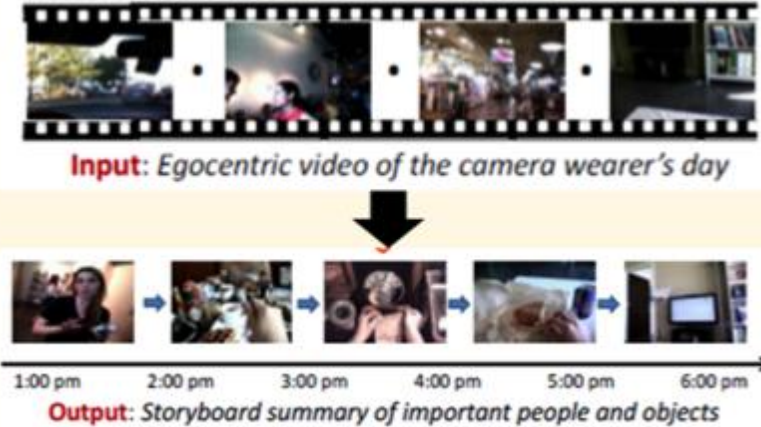 Input: Egocentric video of the camera wearer's day
1:00 pm 2:00 pm 3:00 pm 4:00 pm 5:00 pm 6:00 pm
Output: Storyboard summary of important people and objects